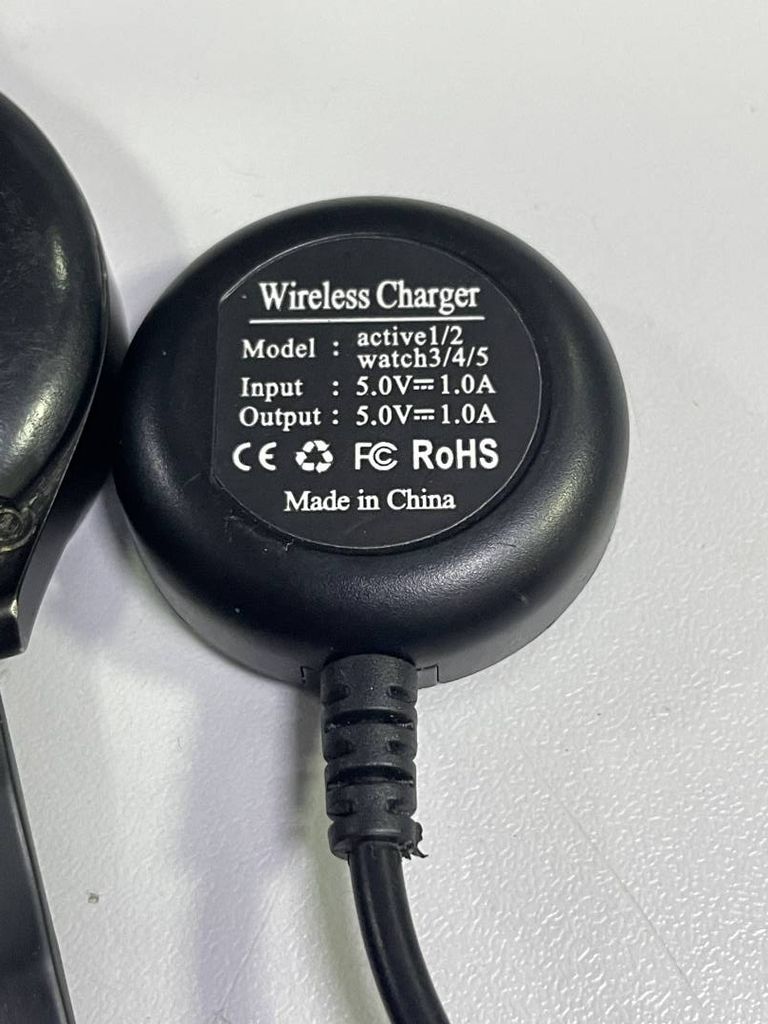 Wireless Charger
Model : active1/2
watch3/4/5
Input : 5.0V⎓1.0A
Output : 5.0V⎓1.0A
CE FC RoHS
Made in China